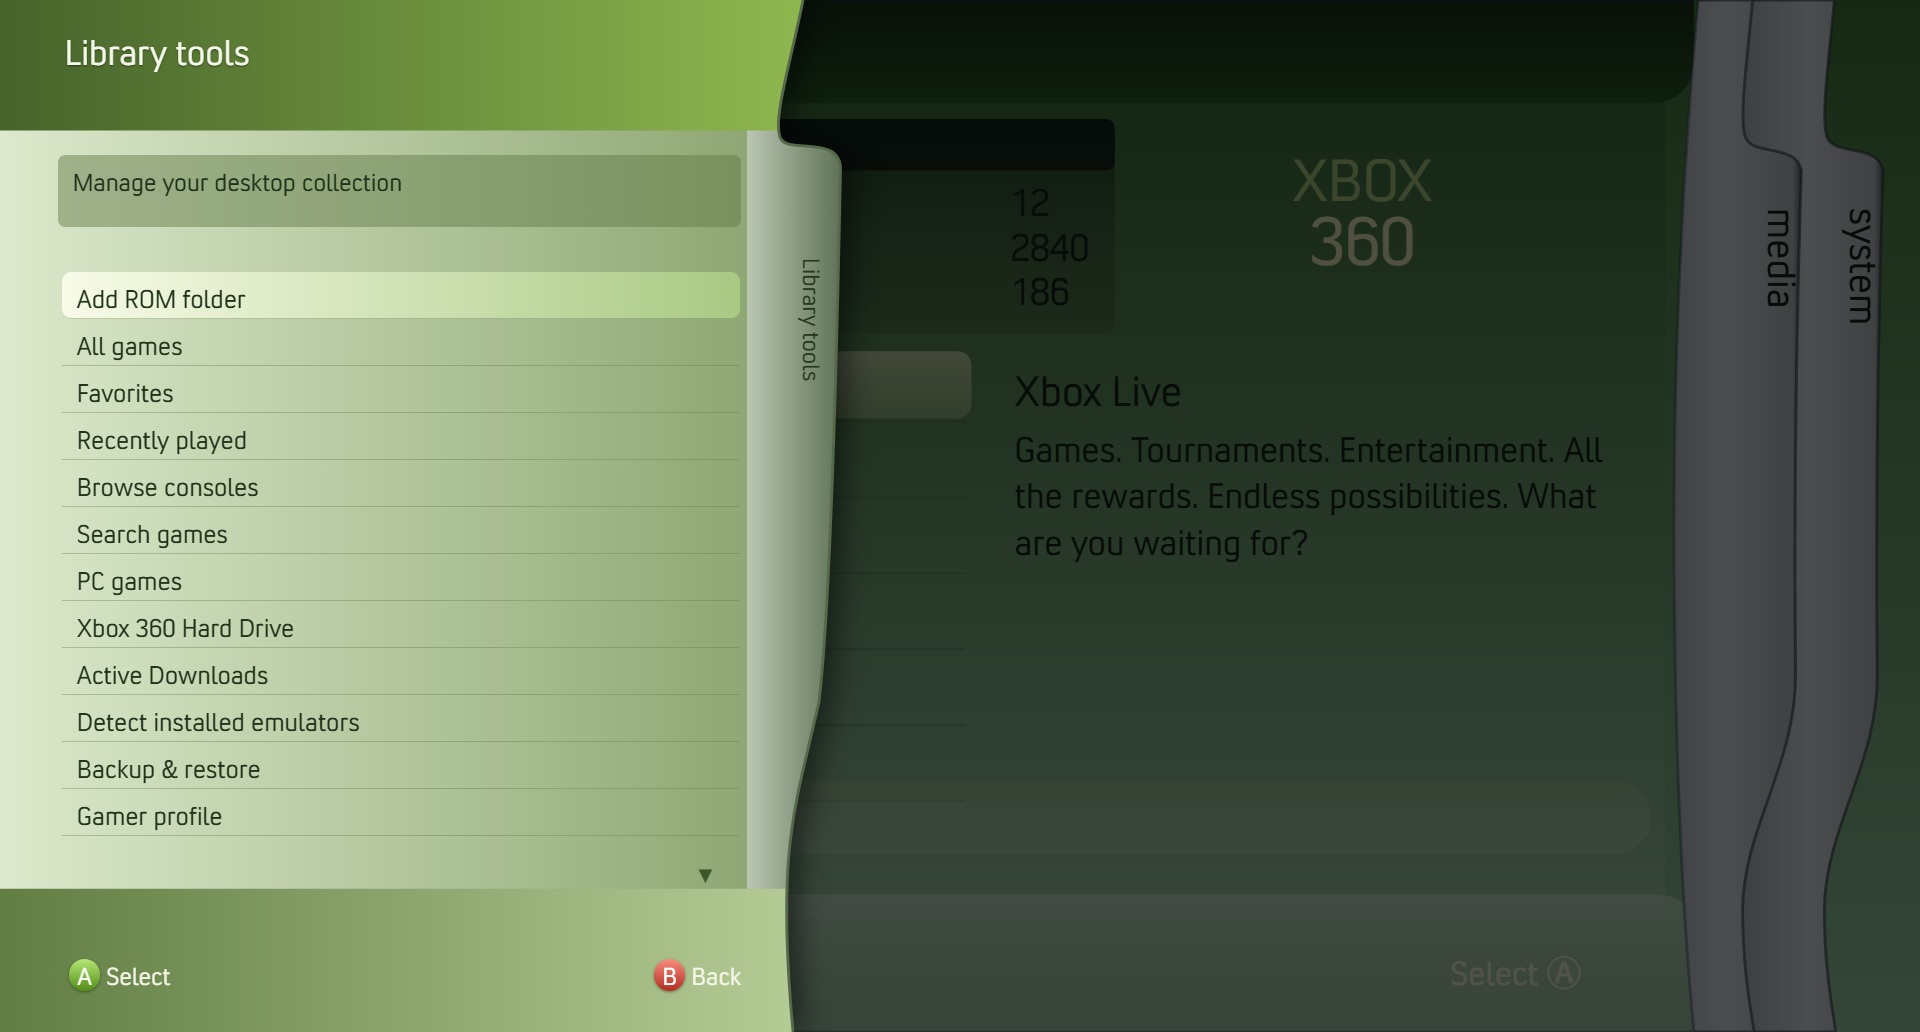 Library tools
Manage your desktop collection
Add ROM folder
All games
Favorites
Recently played
Browse consoles
Search games
PC games
Xbox 360 Hard Drive
Active Downloads
Detect installed emulators
Backup & restore
Gamer profile
▼
A Select
B Back
Library tools
12
2840
186
XBOX
360
Xbox Live
Games. Tournaments. Entertainment. All
the rewards. Endless possibilities. What
are you waiting for?
Select A
media
system